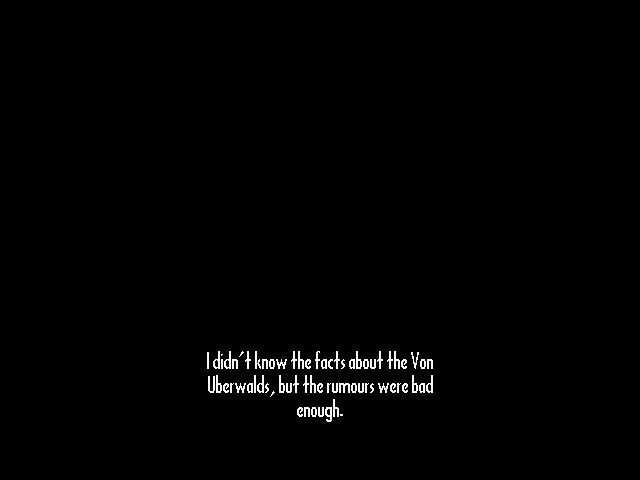 I didn't know the facts about the Von
Uberwalds, but the rumours were bad
enough.